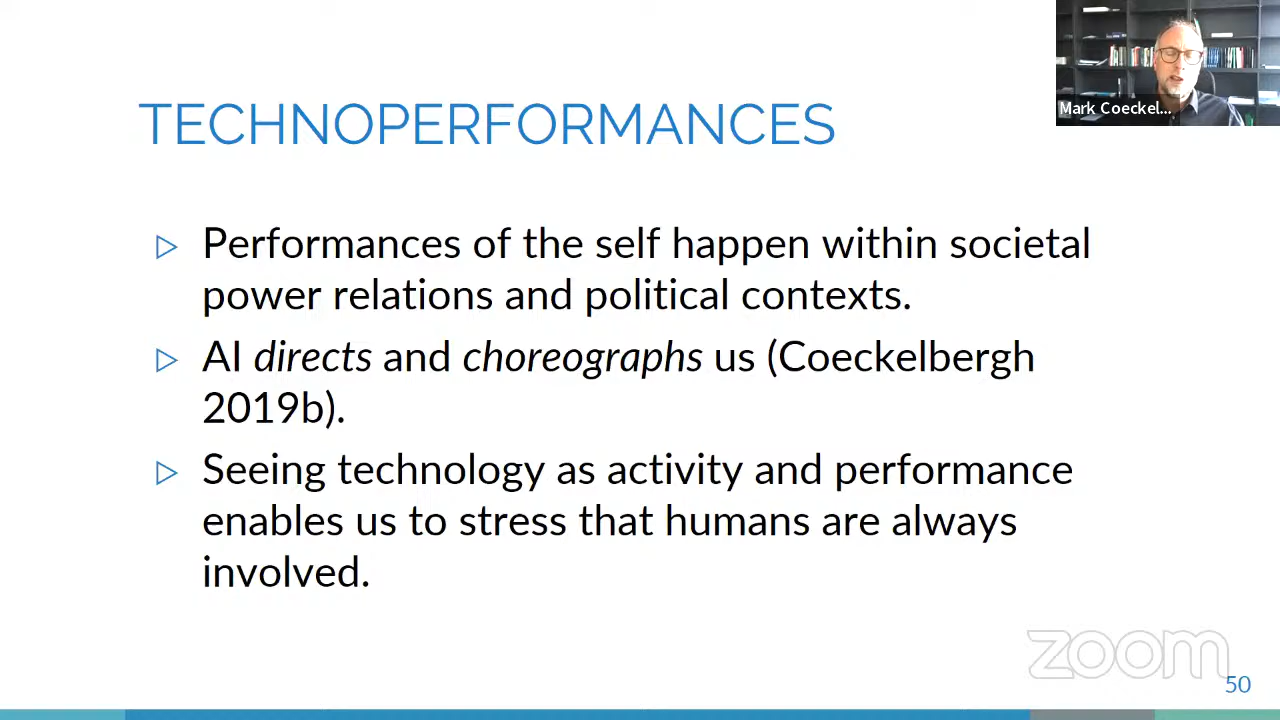 Mark Coeckel...
TECHNOPERFORMANCES
▷ Performances of the self happen within societal
power relations and political contexts.
▷ AI directs and choreographs us (Coeckelbergh
2019b).
▷ Seeing technology as activity and performance
enables us to stress that humans are always
involved.
zoom
50